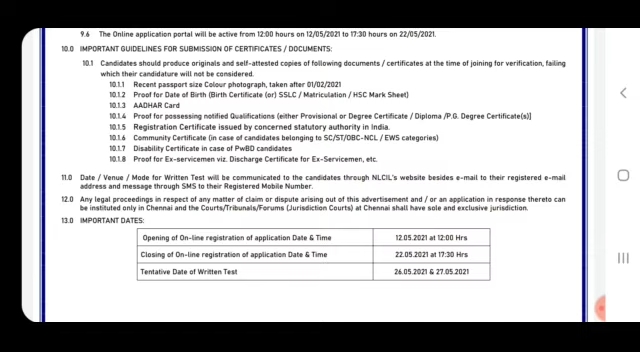 9.6 The Online application portal will be active from 12:00 hours on 12/05/2021 to 17:30 hours on 22/05/2021.
10.0 IMPORTANT GUIDELINES FOR SUBMISSION OF CERTIFICATES / DOCUMENTS:
10.1 Candidates should produce originals and self-attested copies of following documents / certificates at the time of joining for verification, failing
which their candidature will not be considered.
10.1.1 Recent passport size Colour photograph, taken after 01/02/2021
10.1.2 Proof for Date of Birth (Birth Certificate (or) SSLC / Matriculation / HSC Mark Sheet)
10.1.3 AADHAR Card
10.1.4 Proof for possessing notified Qualifications (either Provisional or Degree Certificate / Diploma /P.G. Degree Certificate(s)]
10.1.5 Registration Certificate issued by concerned statutory authority in India.
10.1.6 Community Certificate (in case of candidates belonging to SC/ST/OBC-NCL / EWS categories)
10.1.7 Disability Certificate in case of PwBD candidates
10.1.8 Proof for Ex-servicemen viz. Discharge Certificate for Ex-Servicemen, etc.
11.0 Date / Venue / Mode for Written Test will be communicated to the candidates through NLCIL's website besides e-mail to their registered e-mail
address and message through SMS to their Registered Mobile Number.
12.0 Any legal proceedings in respect of any matter of claim or dispute arising out of this advertisement and / or an application in response thereto can
be instituted only in Chennai and the Courts/Tribunals/Forums (Jurisdiction Courts) at Chennai shall have sole and exclusive jurisdiction.
13.0 IMPORTANT DATES:
Opening of On-line registration of application Date & Time 12.05.2021 at 12:00 Hrs
Closing of On-line registration of application Date & Time 22.05.2021 at 17:30 Hrs
Tentative Date of Written Test 26.05.2021 & 27.05.2021